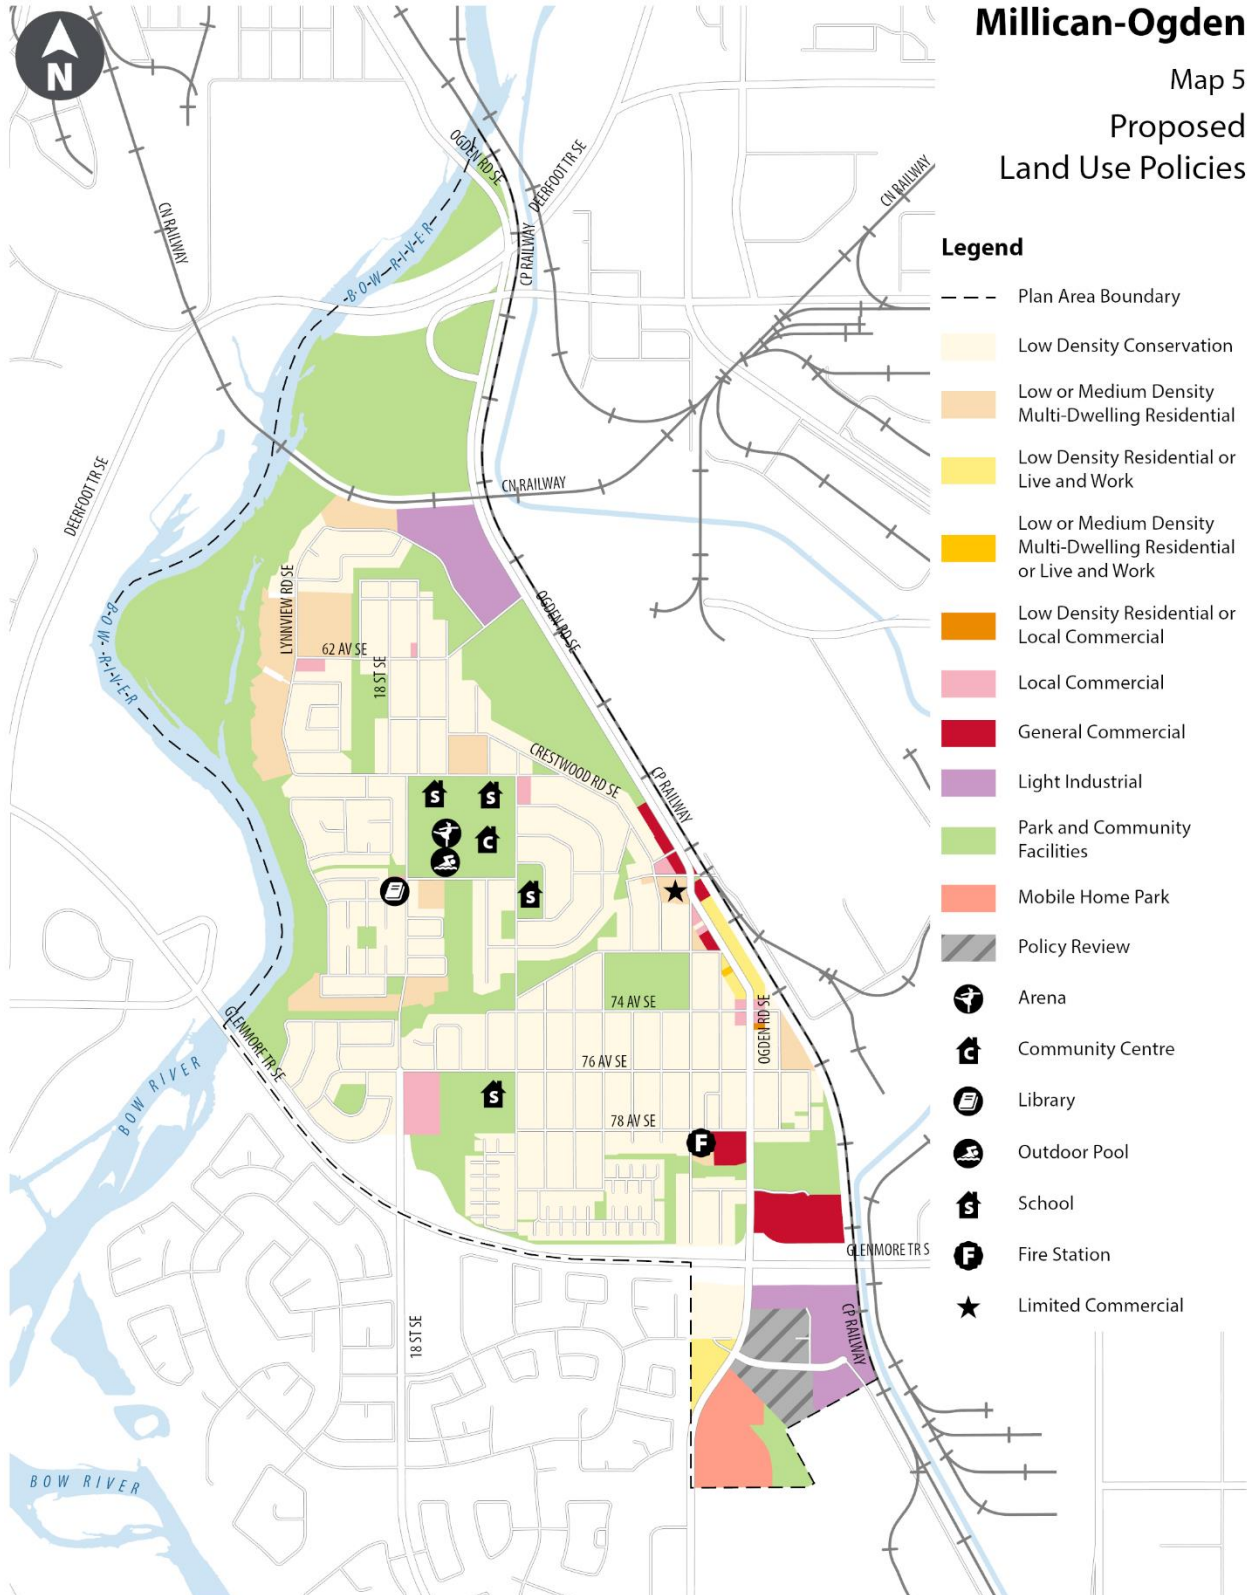 Millican-Ogden
Map 5
Proposed
Land Use Policies
N
Legend
Plan Area Boundary
Low Density Conservation
Low or Medium Density
Multi-Dwelling Residential
Low Density Residential or
Live and Work
Low or Medium Density
Multi-Dwelling Residential
or Live and Work
Low Density Residential or
Local Commercial
Local Commercial
General Commercial
Light Industrial
Park and Community
Facilities
Mobile Home Park
Policy Review
Arena
C
Community Centre
Library
Outdoor Pool
S
School
F
Fire Station
Limited Commercial
OGDEN RD SE
DEERFOOT TR SE
CN RAILWAY
CN RAILWAY
CP RAILWAY
BOW RIVER
DEERFOOT TR SE
CN RAILWAY
LYNNVIEW RD SE
OGDEN RD SE
BOW RIVER
62 AV SE
18 ST SE
CRESTWOOD RD SE
CP RAILWAY
S
S
C
S
74 AV SE
OGDEN RD SE
GLENMORE TR SE
76 AV SE
BOW RIVER
S
78 AV SE
F
GLENMORE TR S
18 ST SE
CP RAILWAY
BOW RIVER